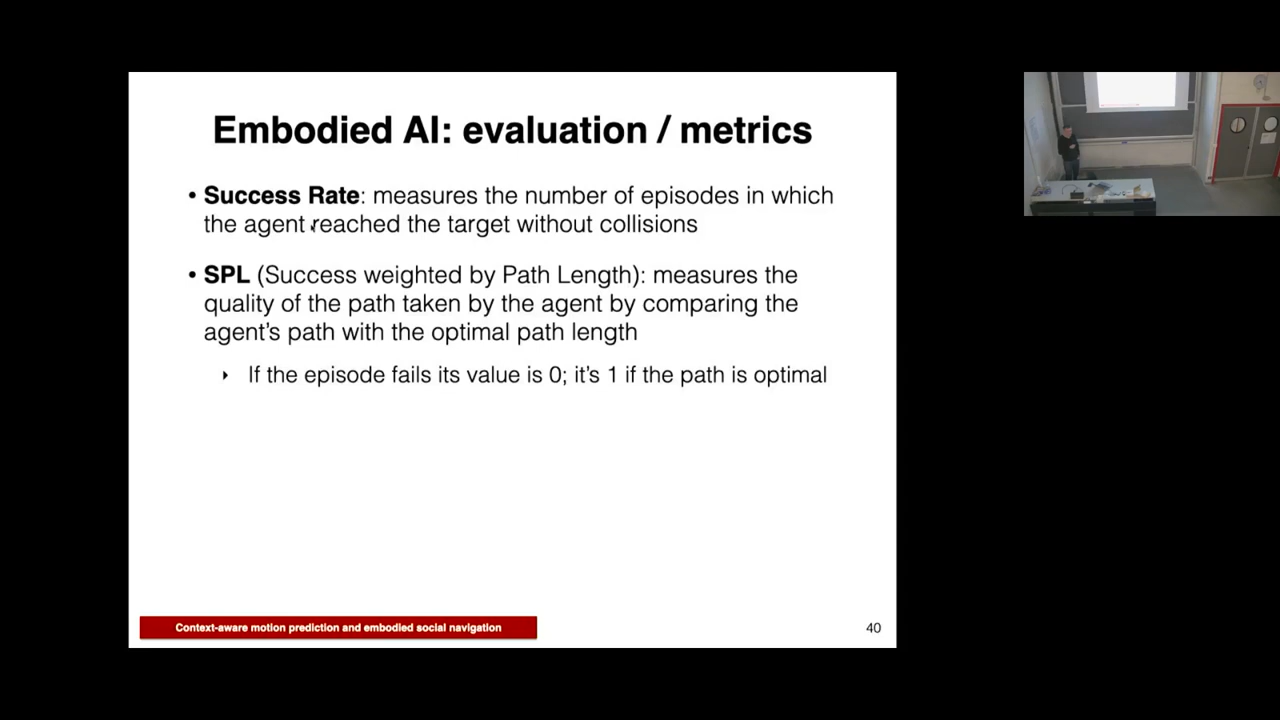 Embodied AI: evaluation / metrics
• Success Rate: measures the number of episodes in which
the agent reached the target without collisions
• SPL (Success weighted by Path Length): measures the
quality of the path taken by the agent by comparing the
agent's path with the optimal path length
‣ If the episode fails its value is 0; it's 1 if the path is optimal
Context-aware motion prediction and embodied social navigation
40